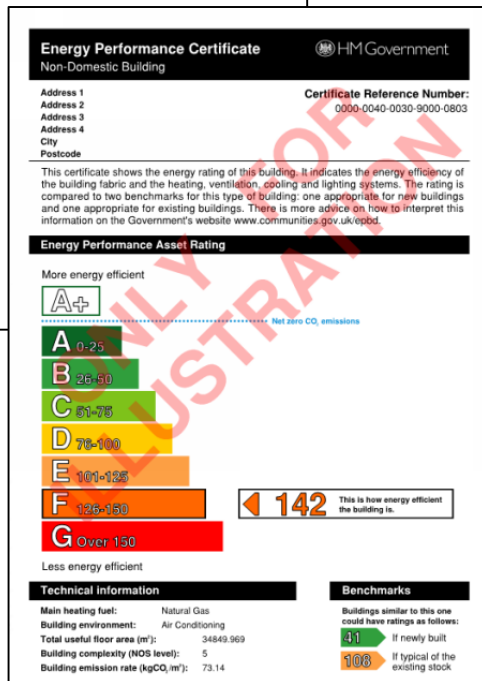 Energy Performance Certificate
HM Government
Non-Domestic Building
Address 1
Address 2
Address 3
Address 4
City
Postcode
Certificate Reference Number:
0000-0040-0030-9000-0803
This certificate shows the energy rating of this building. It indicates the energy efficiency of
the building fabric and the heating, ventilation, cooling and lighting systems. The rating is
compared to two benchmarks for this type of building: one appropriate for new buildings
and one appropriate for existing buildings. There is more advice on how to interpret this
information on the Government's website www.communities.gov.uk/epbd.
ONLY FOR
ILLUSTRATION
Energy Performance Asset Rating
More energy efficient
A+
Net zero CO₂ emissions
A 0-25
B 26-50
C 51-75
D 76-100
E 101-125
F 126-150
142
This is how energy efficient
the building is.
G Over 150
Less energy efficient
Technical information
Main heating fuel: Natural Gas
Building environment: Air Conditioning
Total useful floor area (m²): 34849.969
Building complexity (NOS level): 5
Building emission rate (kgCO₂/m²): 73.14
Benchmarks
Buildings similar to this one
could have ratings as follows:
41 If newly built
108 If typical of the
existing stock